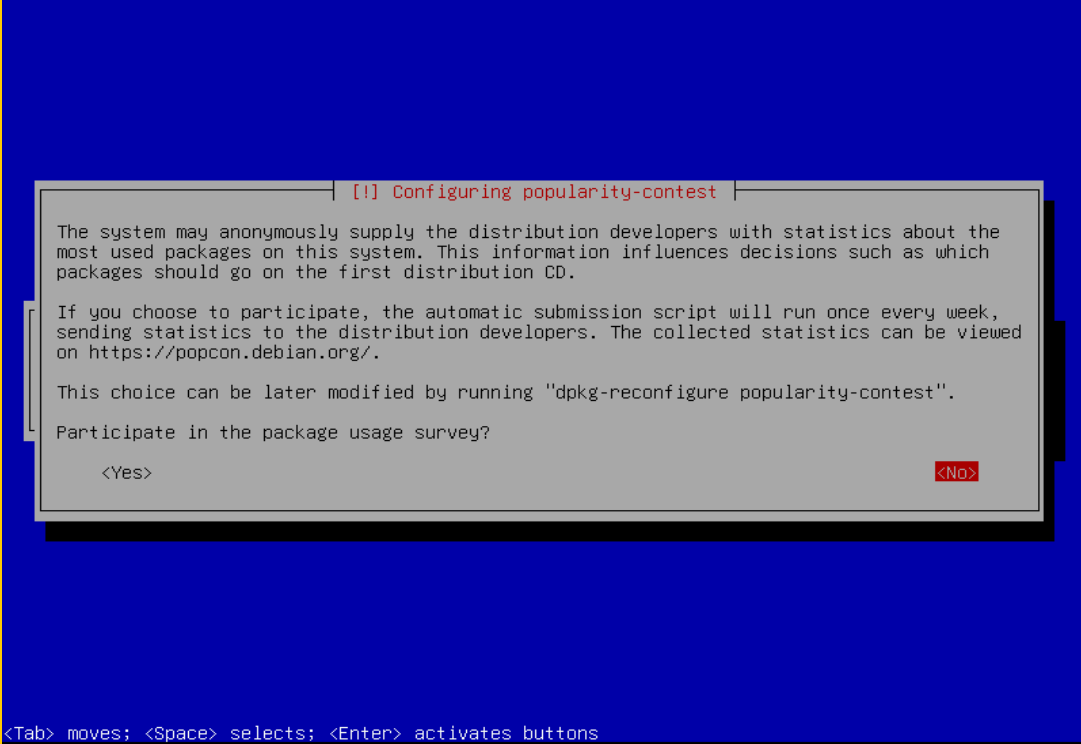 [!] Configuring popularity-contest
The system may anonymously supply the distribution developers with statistics about the
most used packages on this system. This information influences decisions such as which
packages should go on the first distribution CD.
If you choose to participate, the automatic submission script will run once every week,
sending statistics to the distribution developers. The collected statistics can be viewed
on https://popcon.debian.org/.
This choice can be later modified by running "dpkg-reconfigure popularity-contest".
Participate in the package usage survey?
<Yes> <No>
<Tab> moves; <Space> selects; <Enter> activates buttons